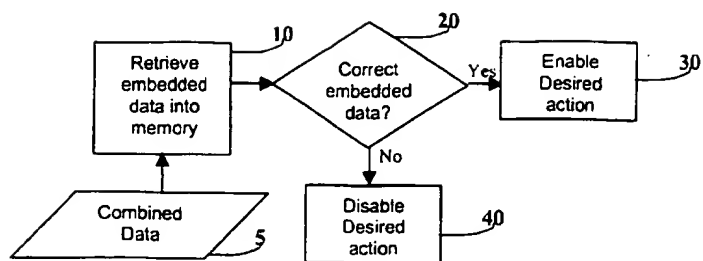 10
Retrieve
embedded
data into
memory
20
Correct
embedded
data?
Yes
Enable
Desired
action
30
No
Combined
Data
5
Disable
Desired
action
40